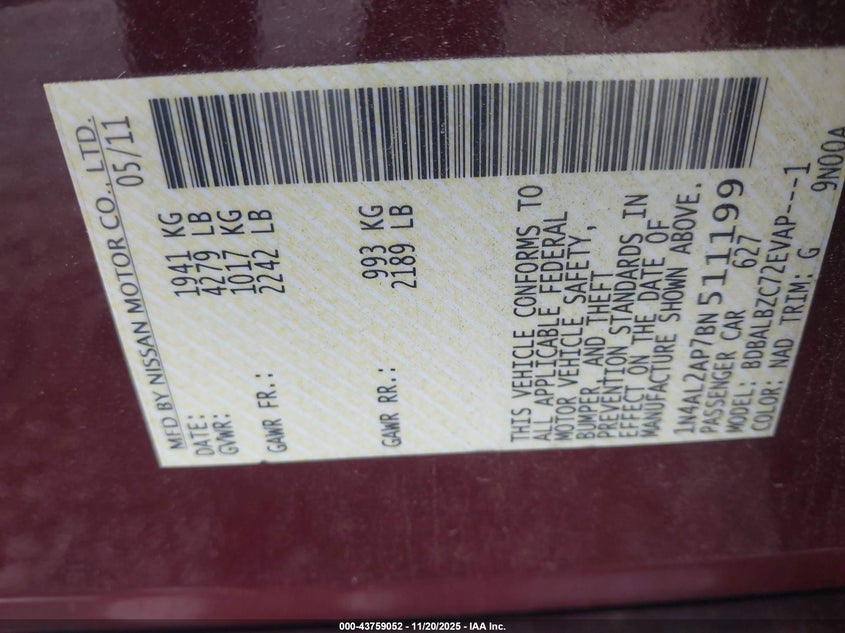 MFD BY NISSAN MOTOR CO., LTD.
DATE: 05/11
GVWR: 1941 KG
4279 LB
GAWR FR.: 1017 KG
2242 LB
GAWR RR.: 993 KG
2189 LB
THIS VEHICLE CONFORMS TO
ALL APPLICABLE FEDERAL
MOTOR VEHICLE SAFETY,
BUMPER, AND THEFT
PREVENTION STANDARDS IN
EFFECT ON THE DATE OF
MANUFACTURE SHOWN ABOVE.
1N4AL2AP7BN511199
PASSENGER CAR 627
MODEL: BDBALBZC72EVAP----1
COLOR: NAD TRIM: G 9N00A
000-43759052 - 11/20/2025 - IAA Inc.